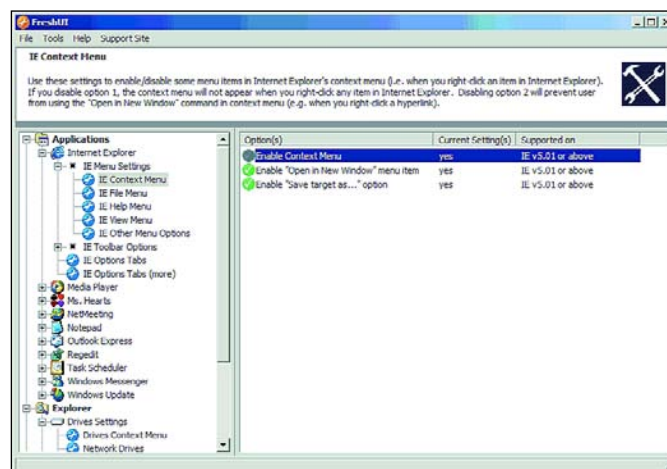 FreshUI
File Tools Help Support Site
IE Context Menu
Use these settings to enable/disable some menu items in Internet Explorer's context menu (i.e. when you right-click an item in Internet Explorer).
If you disable option 1, the context menu will not appear when you right-click any item in Internet Explorer. Disabling option 2 will prevent user
from using the "Open in New Window" command in context menu (e.g. when you right-click a hyperlink).
Applications
Internet Explorer
IE Menu Settings
IE Context Menu
IE File Menu
IE Help Menu
IE View Menu
IE Other Menu Options
IE Toolbar Options
IE Options Tabs
IE Options Tabs (more)
Media Player
Ms. Hearts
NetMeeting
Notepad
Outlook Express
Regedit
Task Scheduler
Windows Messenger
Windows Update
Explorer
Drives Settings
Drives Context Menu
Network Drives
Option(s) Current Setting(s) Supported on
Enable Context Menu yes IE v5.01 or above
Enable "Open in New Window" menu item yes IE v5.01 or above
Enable "Save target as..." option yes IE v5.01 or above